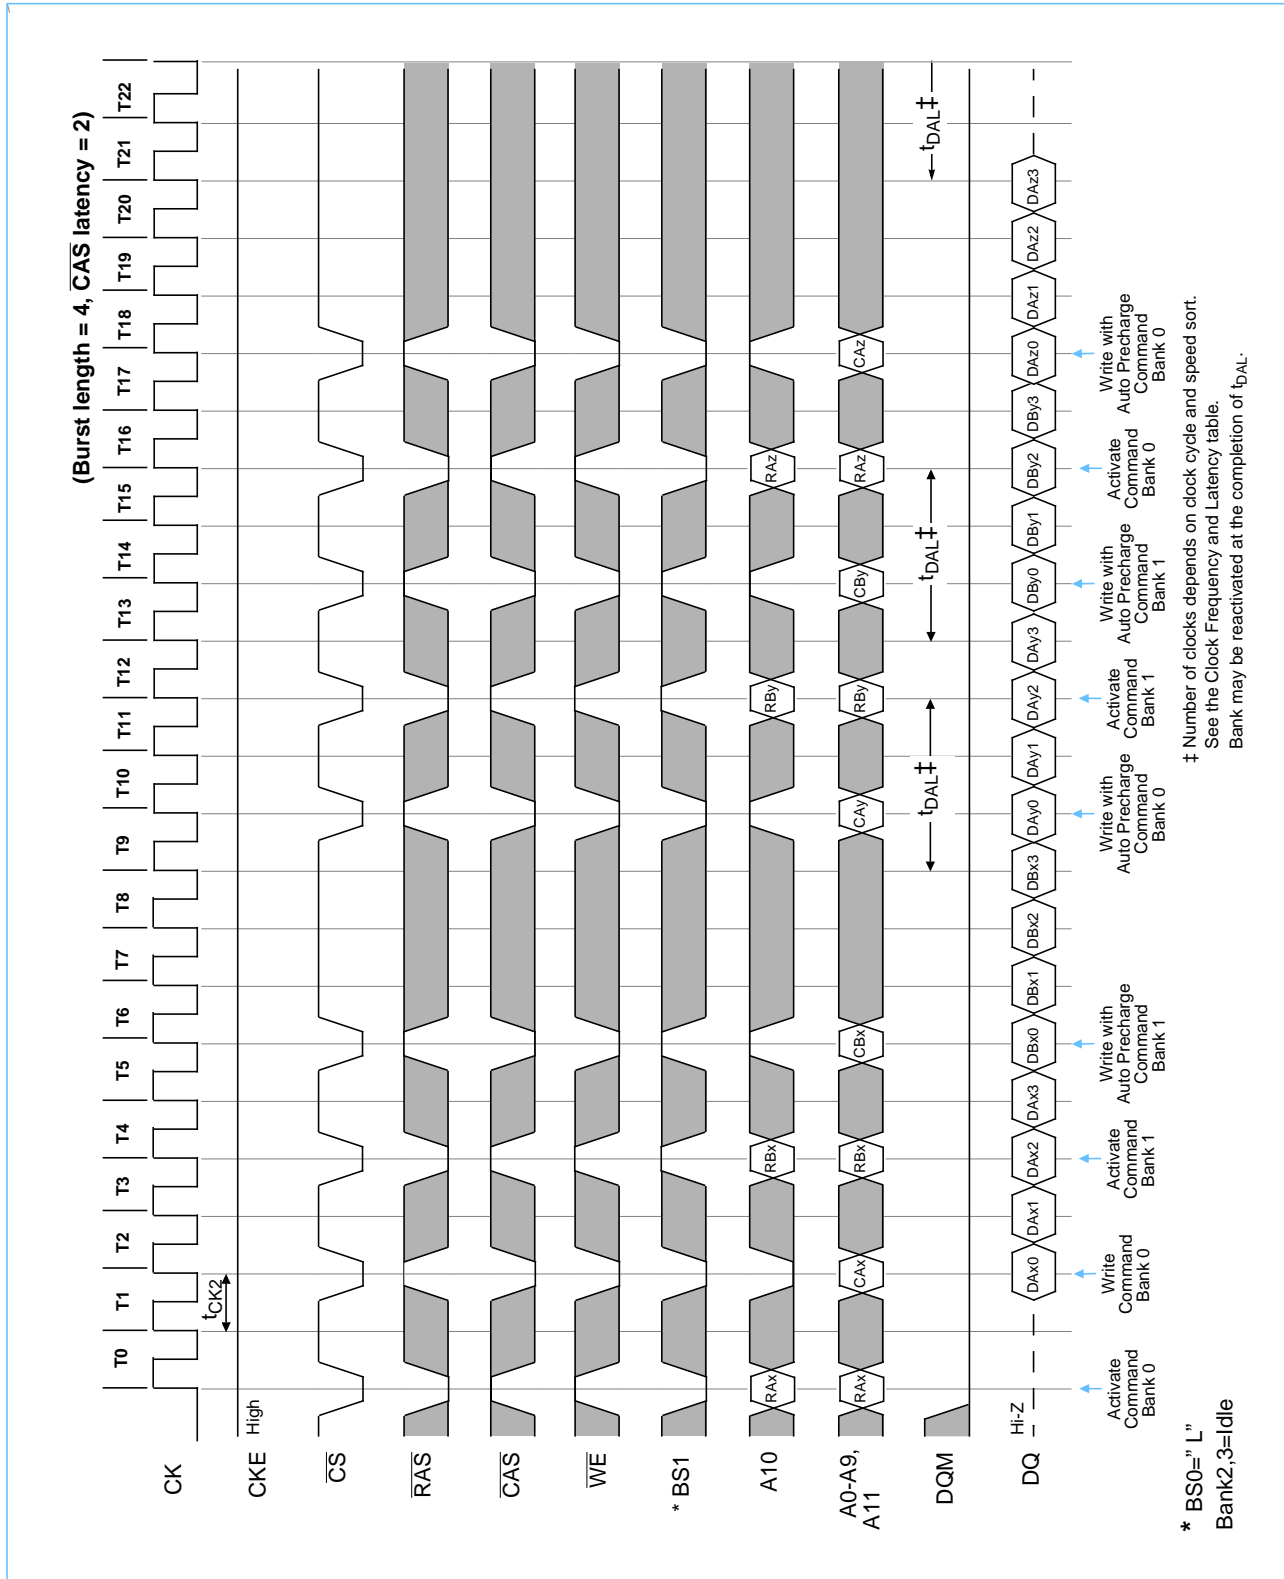 (Burst length = 4, CAS latency = 2)
T0 T1 T2 T3 T4 T5 T6 T7 T8 T9 T10 T11 T12 T13 T14 T15 T16 T17 T18 T19 T20 T21 T22
CK
tCK2
CKE
High
CS
RAS
CAS
WE
* BS1
A10
RAx RBx RBy RAz
A0-A9,
A11
RAx CAx RBx CBx CAy RBy CBy RAz CAz
DQM
tDAL‡ tDAL‡ tDAL‡
DQ
Hi-Z
DAx0 DAx1 DAx2 DAx3 DBx0 DBx1 DBx2 DBx3 DAy0 DAy1 DAy2 DAy3 DBy0 DBy1 DBy2 DBy3 DAz0 DAz1 DAz2 DAz3
Activate
Command
Bank 0
Write
Command
Bank 0
Activate
Command
Bank 1
Write with
Auto Precharge
Command
Bank 1
Write with
Auto Precharge
Command
Bank 0
Activate
Command
Bank 1
Write with
Auto Precharge
Command
Bank 1
Activate
Command
Bank 0
Write with
Auto Precharge
Command
Bank 0
* BS0=” L”
Bank2,3=Idle
‡ Number of clocks depends on clock cycle and speed sort.
See the Clock Frequency and Latency table.
Bank may be reactivated at the completion of tDAL.